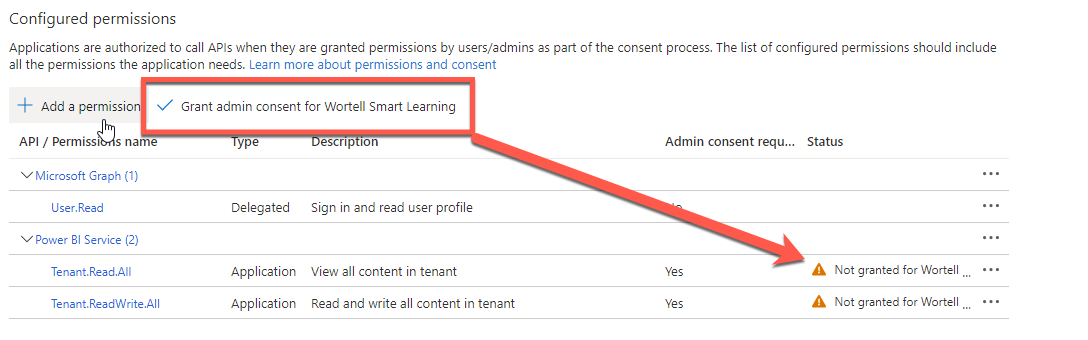 Configured permissions
Applications are authorized to call APIs when they are granted permissions by users/admins as part of the consent process. The list of configured permissions should include
all the permissions the application needs. Learn more about permissions and consent
Add a permission Grant admin consent for Wortell Smart Learning
API / Permissions name Type Description Admin consent requ... Status
Microsoft Graph (1)
User.Read Delegated Sign in and read user profile
Power BI Service (2)
Tenant.Read.All Application View all content in tenant Yes Not granted for Wortell ...
Tenant.ReadWrite.All Application Read and write all content in tenant Yes Not granted for Wortell ...